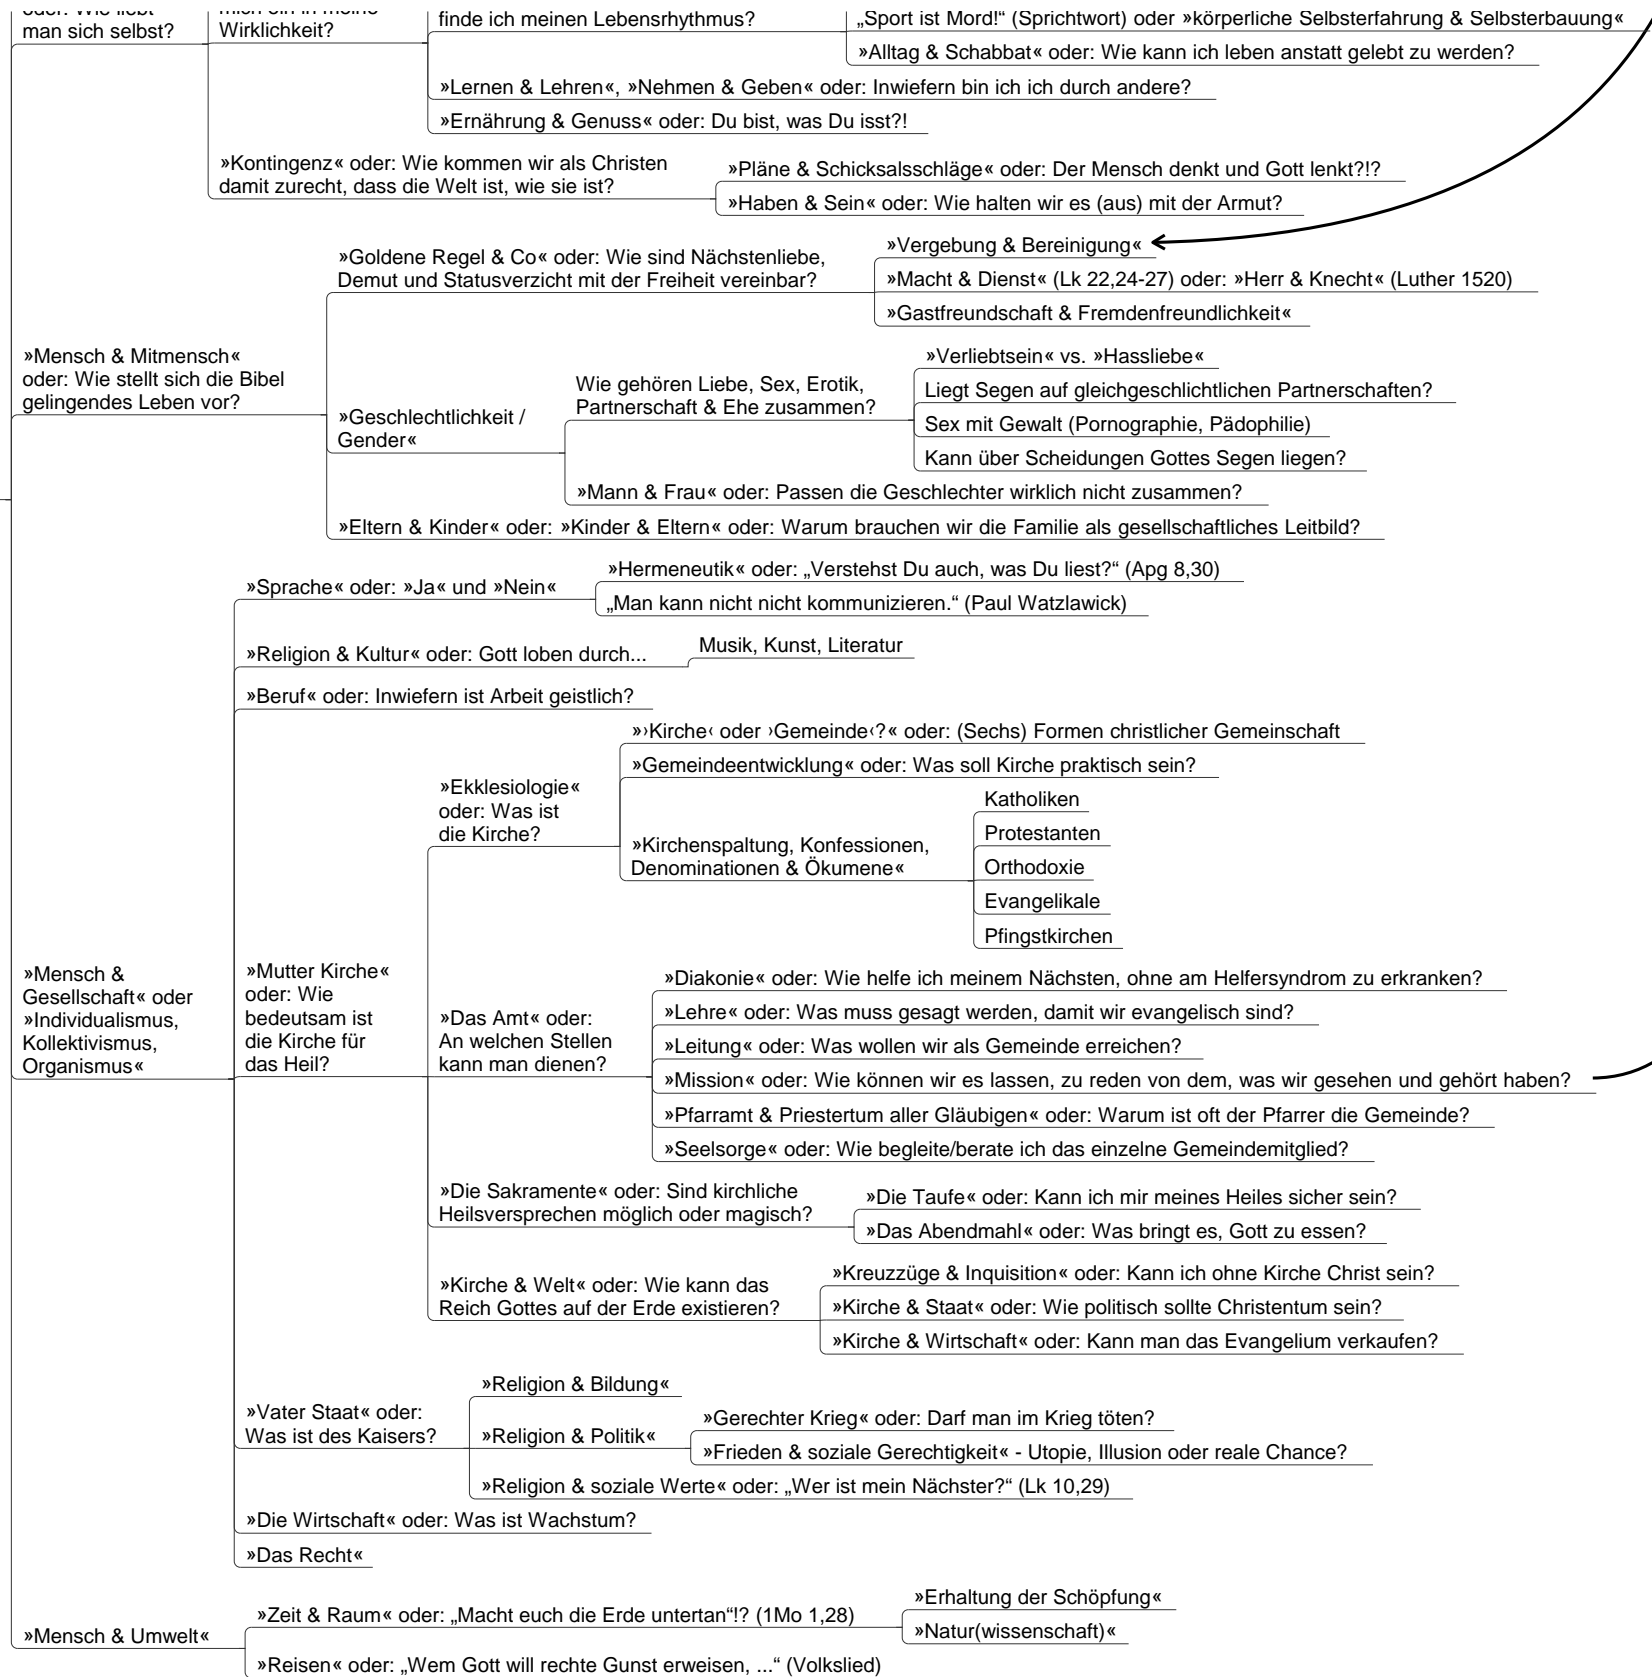 man sich selbst?
Wirklichkeit?
finde ich meinen Lebensrhythmus?
„Sport ist Mord!“ (Sprichtwort) oder »körperliche Selbsterfahrung & Selbsterbauung«
»Alltag & Schabbat« oder: Wie kann ich leben anstatt gelebt zu werden?
»Lernen & Lehren«, »Nehmen & Geben« oder: Inwiefern bin ich ich durch andere?
»Ernährung & Genuss« oder: Du bist, was Du isst?!
»Kontingenz« oder: Wie kommen wir als Christen
damit zurecht, dass die Welt ist, wie sie ist?
»Pläne & Schicksalsschläge« oder: Der Mensch denkt und Gott lenkt?!?
»Haben & Sein« oder: Wie halten wir es (aus) mit der Armut?
»Mensch & Mitmensch«
oder: Wie stellt sich die Bibel
gelingendes Leben vor?
»Goldene Regel & Co« oder: Wie sind Nächstenliebe,
Demut und Statusverzicht mit der Freiheit vereinbar?
»Vergebung & Bereinigung«
»Macht & Dienst« (Lk 22,24-27) oder: »Herr & Knecht« (Luther 1520)
»Gastfreundschaft & Fremdenfreundlichkeit«
»Geschlechtlichkeit /
Gender«
Wie gehören Liebe, Sex, Erotik,
Partnerschaft & Ehe zusammen?
»Verliebtsein« vs. »Hassliebe«
Liegt Segen auf gleichgeschlichtlichen Partnerschaften?
Sex mit Gewalt (Pornographie, Pädophilie)
Kann über Scheidungen Gottes Segen liegen?
»Mann & Frau« oder: Passen die Geschlechter wirklich nicht zusammen?
»Eltern & Kinder« oder: »Kinder & Eltern« oder: Warum brauchen wir die Familie als gesellschaftliches Leitbild?
»Mensch &
Gesellschaft« oder
»Individualismus,
Kollektivismus,
Organismus«
»Sprache« oder: »Ja« und »Nein«
»Hermeneutik« oder: „Verstehst Du auch, was Du liest?“ (Apg 8,30)
„Man kann nicht nicht kommunizieren.“ (Paul Watzlawick)
»Religion & Kultur« oder: Gott loben durch...
Musik, Kunst, Literatur
»Beruf« oder: Inwiefern ist Arbeit geistlich?
»Mutter Kirche«
oder: Wie
bedeutsam ist
die Kirche für
das Heil?
»Ekklesiologie«
oder: Was ist
die Kirche?
»›Kirche‹ oder ›Gemeinde‹?« oder: (Sechs) Formen christlicher Gemeinschaft
»Gemeindeentwicklung« oder: Was soll Kirche praktisch sein?
»Kirchenspaltung, Konfessionen,
Denominationen & Ökumene«
Katholiken
Protestanten
Orthodoxie
Evangelikale
Pfingstkirchen
»Das Amt« oder:
An welchen Stellen
kann man dienen?
»Diakonie« oder: Wie helfe ich meinem Nächsten, ohne am Helfersyndrom zu erkranken?
»Lehre« oder: Was muss gesagt werden, damit wir evangelisch sind?
»Leitung« oder: Was wollen wir als Gemeinde erreichen?
»Mission« oder: Wie können wir es lassen, zu reden von dem, was wir gesehen und gehört haben?
»Pfarramt & Priestertum aller Gläubigen« oder: Warum ist oft der Pfarrer die Gemeinde?
»Seelsorge« oder: Wie begleite/berate ich das einzelne Gemeindemitglied?
»Die Sakramente« oder: Sind kirchliche
Heilsversprechen möglich oder magisch?
»Die Taufe« oder: Kann ich mir meines Heiles sicher sein?
»Das Abendmahl« oder: Was bringt es, Gott zu essen?
»Kirche & Welt« oder: Wie kann das
Reich Gottes auf der Erde existieren?
»Kreuzzüge & Inquisition« oder: Kann ich ohne Kirche Christ sein?
»Kirche & Staat« oder: Wie politisch sollte Christentum sein?
»Kirche & Wirtschaft« oder: Kann man das Evangelium verkaufen?
»Vater Staat« oder:
Was ist des Kaisers?
»Religion & Bildung«
»Religion & Politik«
»Gerechter Krieg« oder: Darf man im Krieg töten?
»Frieden & soziale Gerechtigkeit« - Utopie, Illusion oder reale Chance?
»Religion & soziale Werte« oder: „Wer ist mein Nächster?“ (Lk 10,29)
»Die Wirtschaft« oder: Was ist Wachstum?
»Das Recht«
»Mensch & Umwelt«
»Zeit & Raum« oder: „Macht euch die Erde untertan“!? (1Mo 1,28)
»Erhaltung der Schöpfung«
»Natur(wissenschaft)«
»Reisen« oder: „Wem Gott will rechte Gunst erweisen, ...“ (Volkslied)